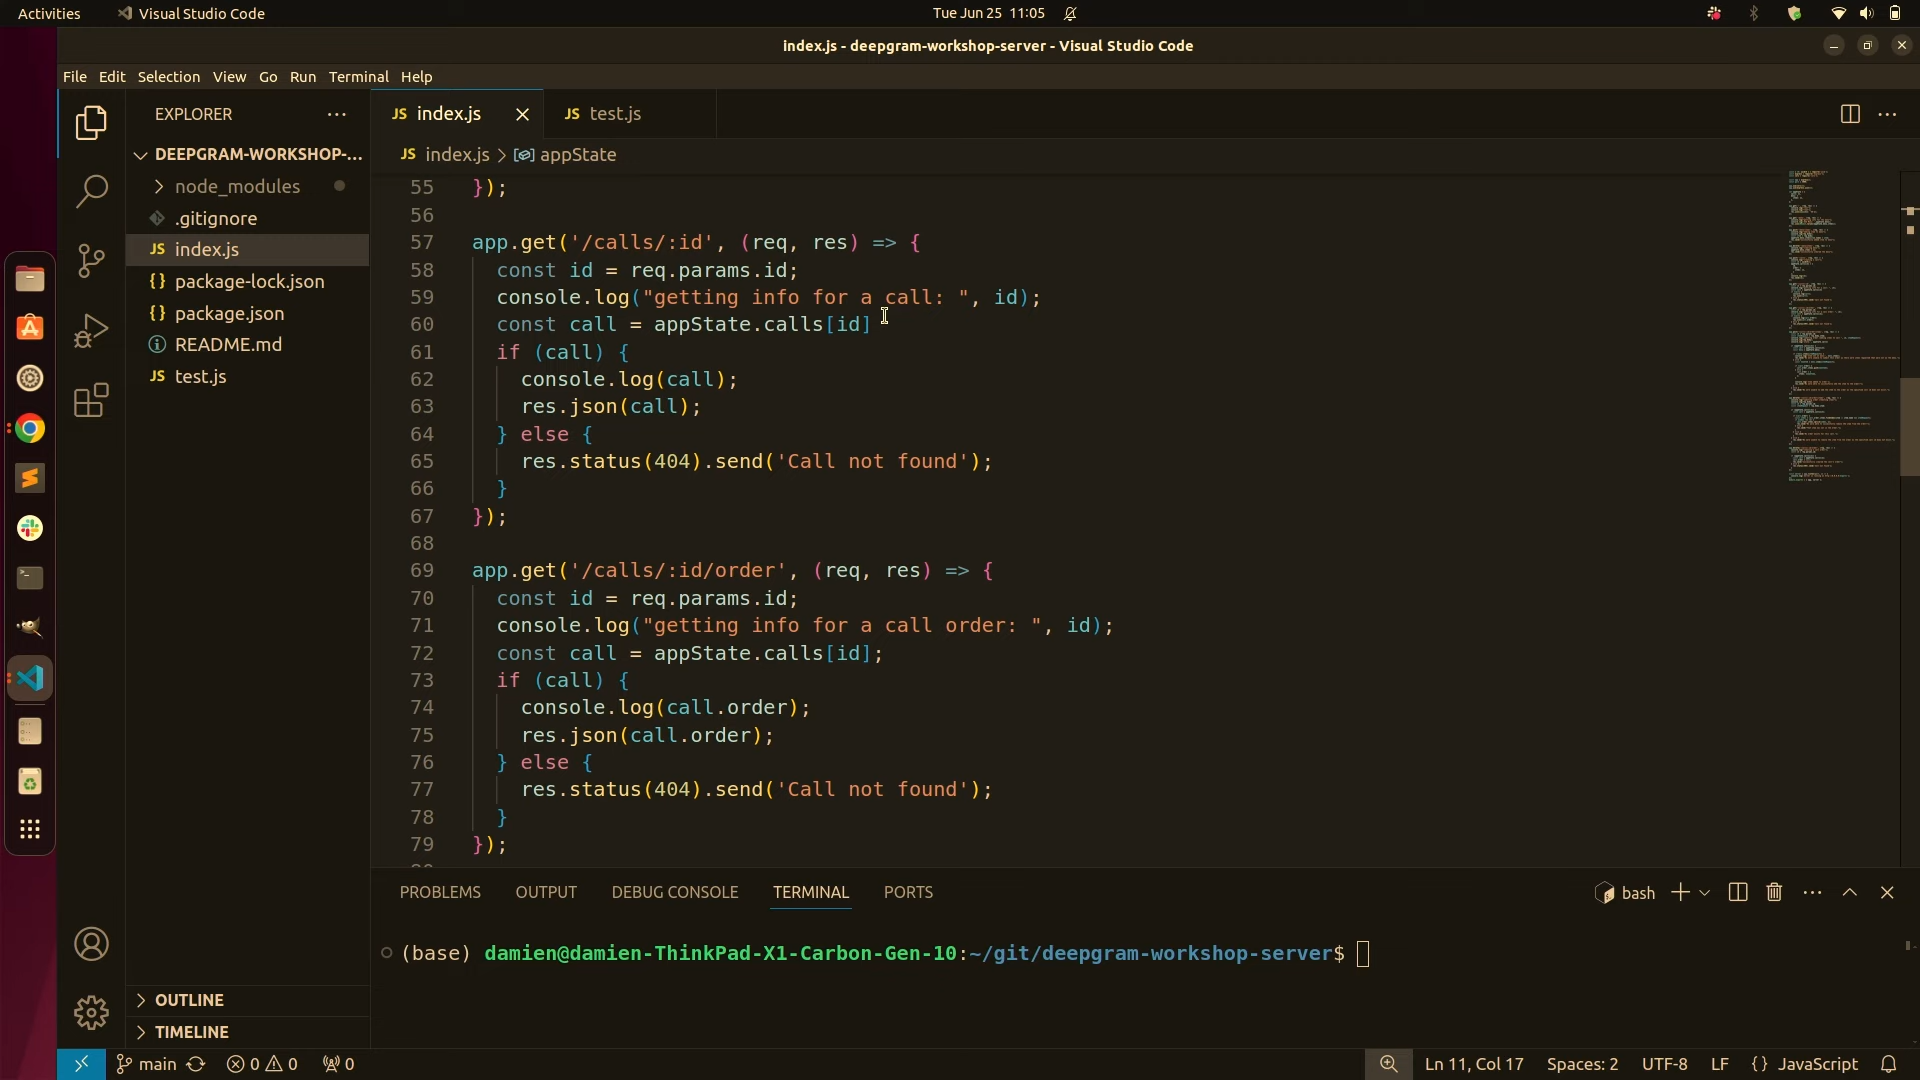 Activities Visual Studio Code Tue Jun 25 11:05
index.js - deepgram-workshop-server - Visual Studio Code
File Edit Selection View Go Run Terminal Help
EXPLORER
DEEPGRAM-WORKSHOP-...
node_modules
.gitignore
JS index.js
{} package-lock.json
{} package.json
README.md
JS test.js
OUTLINE
TIMELINE
JS index.js JS test.js
JS index.js > appState
55 });
56
57 app.get('/calls/:id', (req, res) => {
58 const id = req.params.id;
59 console.log("getting info for a call: ", id);
60 const call = appState.calls[id]
61 if (call) {
62 console.log(call);
63 res.json(call);
64 } else {
65 res.status(404).send('Call not found');
66 }
67 });
68
69 app.get('/calls/:id/order', (req, res) => {
70 const id = req.params.id;
71 console.log("getting info for a call order: ", id);
72 const call = appState.calls[id];
73 if (call) {
74 console.log(call.order);
75 res.json(call.order);
76 } else {
77 res.status(404).send('Call not found');
78 }
79 });
PROBLEMS OUTPUT DEBUG CONSOLE TERMINAL PORTS bash
(base) damien@damien-ThinkPad-X1-Carbon-Gen-10:~/git/deepgram-workshop-server$
main 0 0 0 Ln 11, Col 17 Spaces: 2 UTF-8 LF {} JavaScript